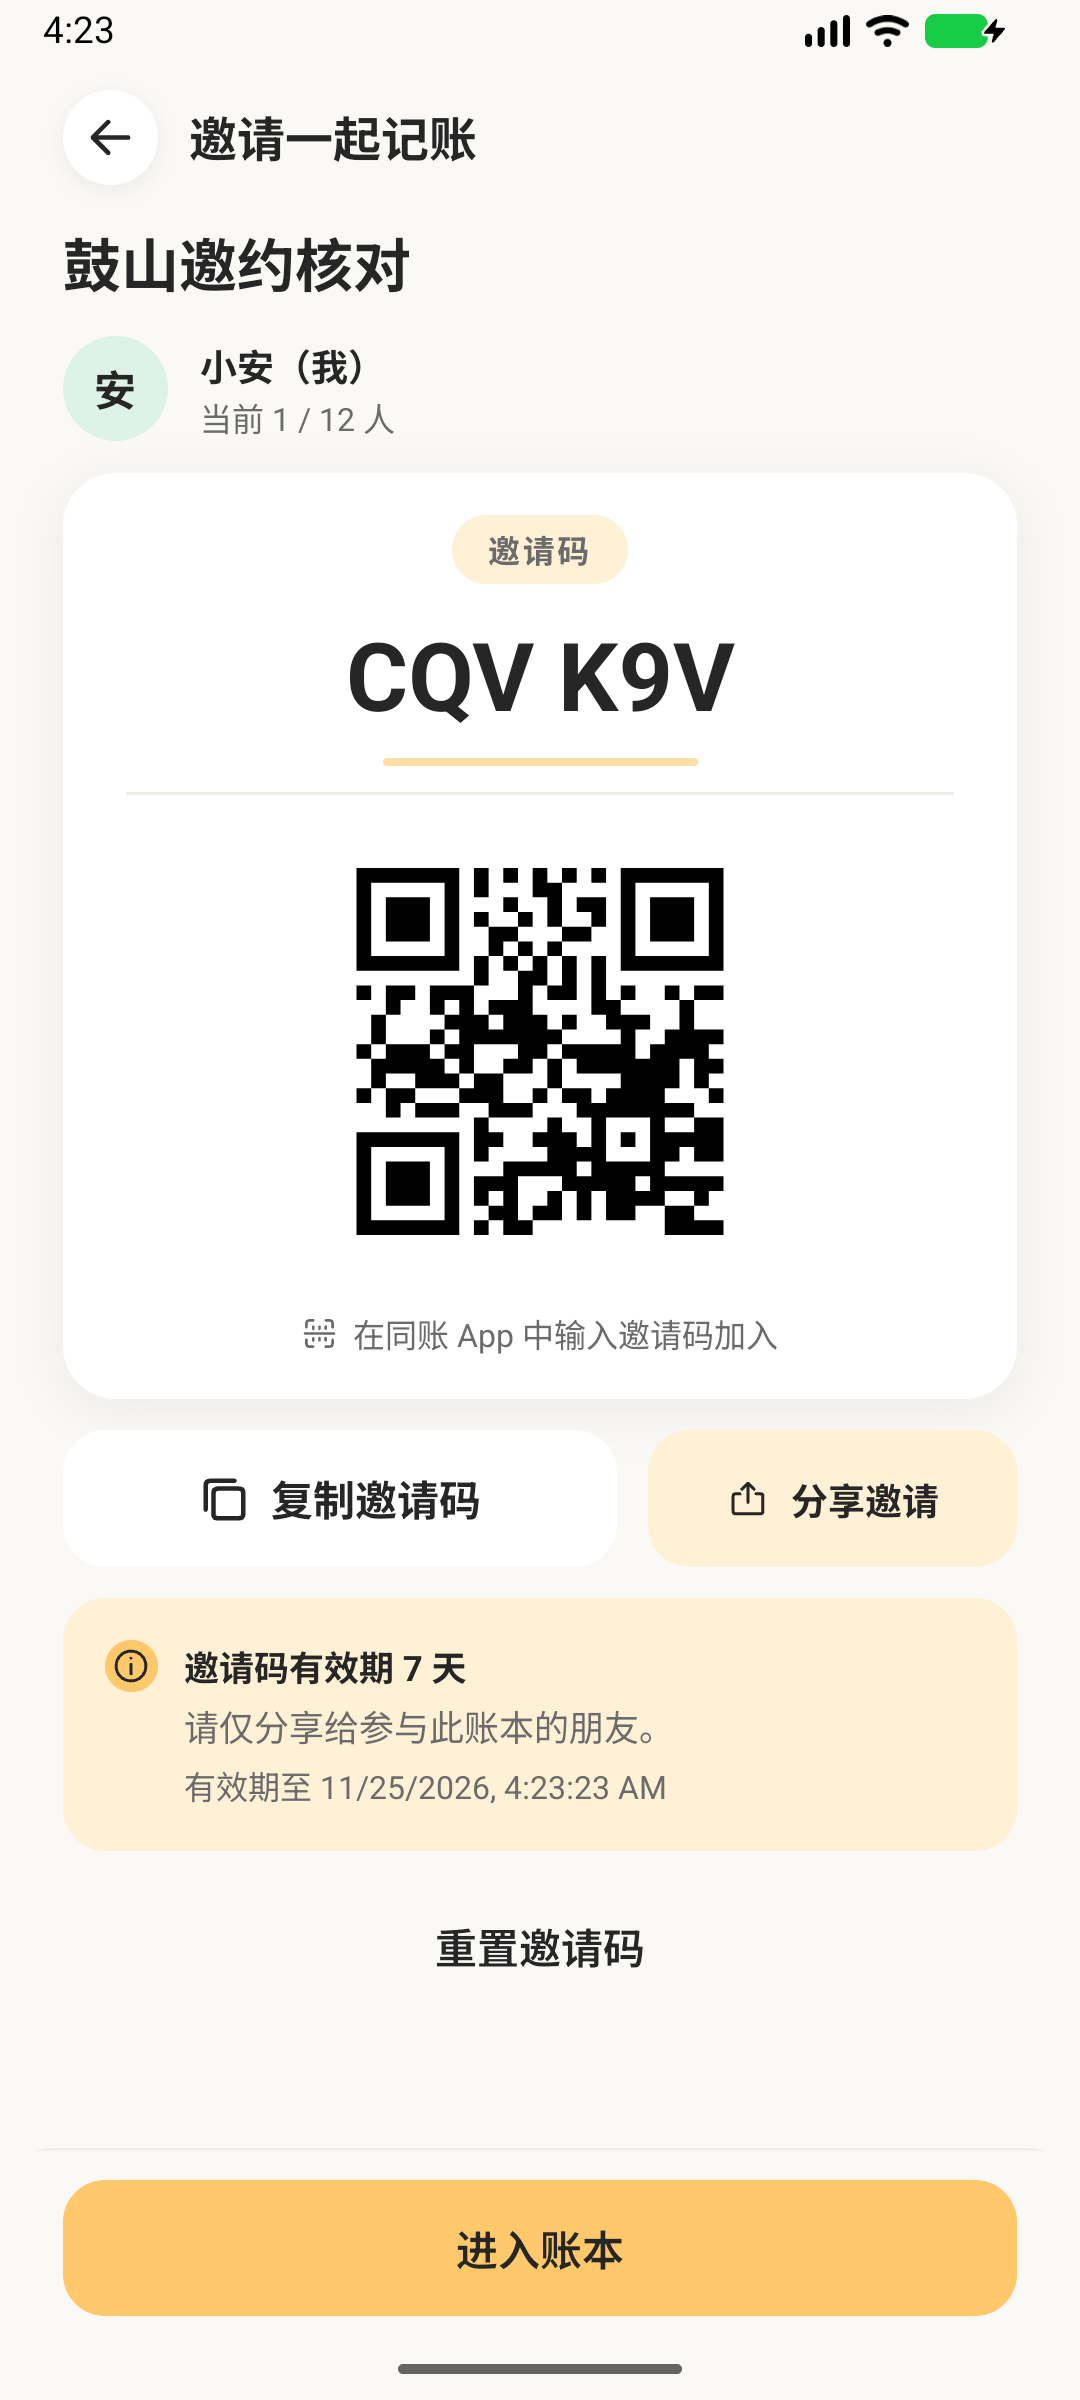 4:23
邀请一起记账
鼓山邀约核对
安
小安（我）
当前 1 / 12 人
邀请码
CQV K9V
在同账 App 中输入邀请码加入
复制邀请码
分享邀请
邀请码有效期 7 天
请仅分享给参与此账本的朋友。
有效期至 11/25/2026, 4:23:23 AM
重置邀请码
进入账本